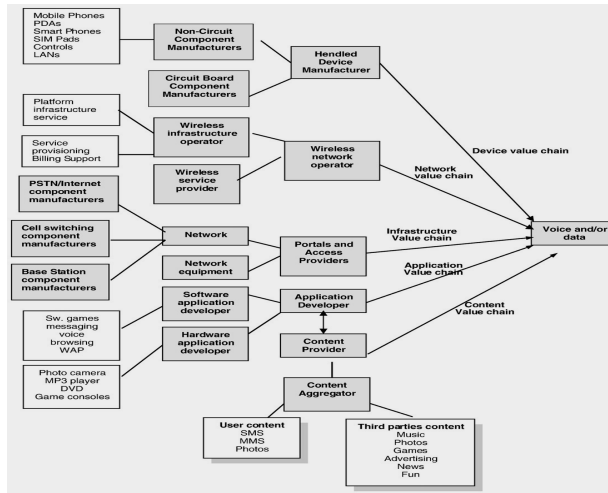 Mobile Phones
PDAs
Smart Phones
SIM Pads
Controls
LANs
Non-Circuit
Component
Manufacturers
Hendled
Device
Manufacturer
Circuit Board
Component
Manufacturers
Platform
infrastructure
service
Wireless
infrastructure
operator
Service
provisioning
Billing Support
Wireless
service
provider
Wireless
network
operator
Device value chain
Network
value chain
PSTN/Internet
component
manufacturers
Cell switching
component
manufacturers
Base Station
component
manufacturers
Network
Network
equipment
Portals and
Access
Providers
Infrastructure
Value chain
Voice and/or
data
Application
Value chain
Software
application
developer
Application
Developer
Content
Value chain
Sw. games
messaging
voice
browsing
WAP
Hardware
application
developer
Content
Provider
Photo camera
MP3 player
DVD
Game consoles
Content
Aggregator
User content
SMS
MMS
Photos
Third parties content
Music
Photos
Games
Advertising
News
Fun